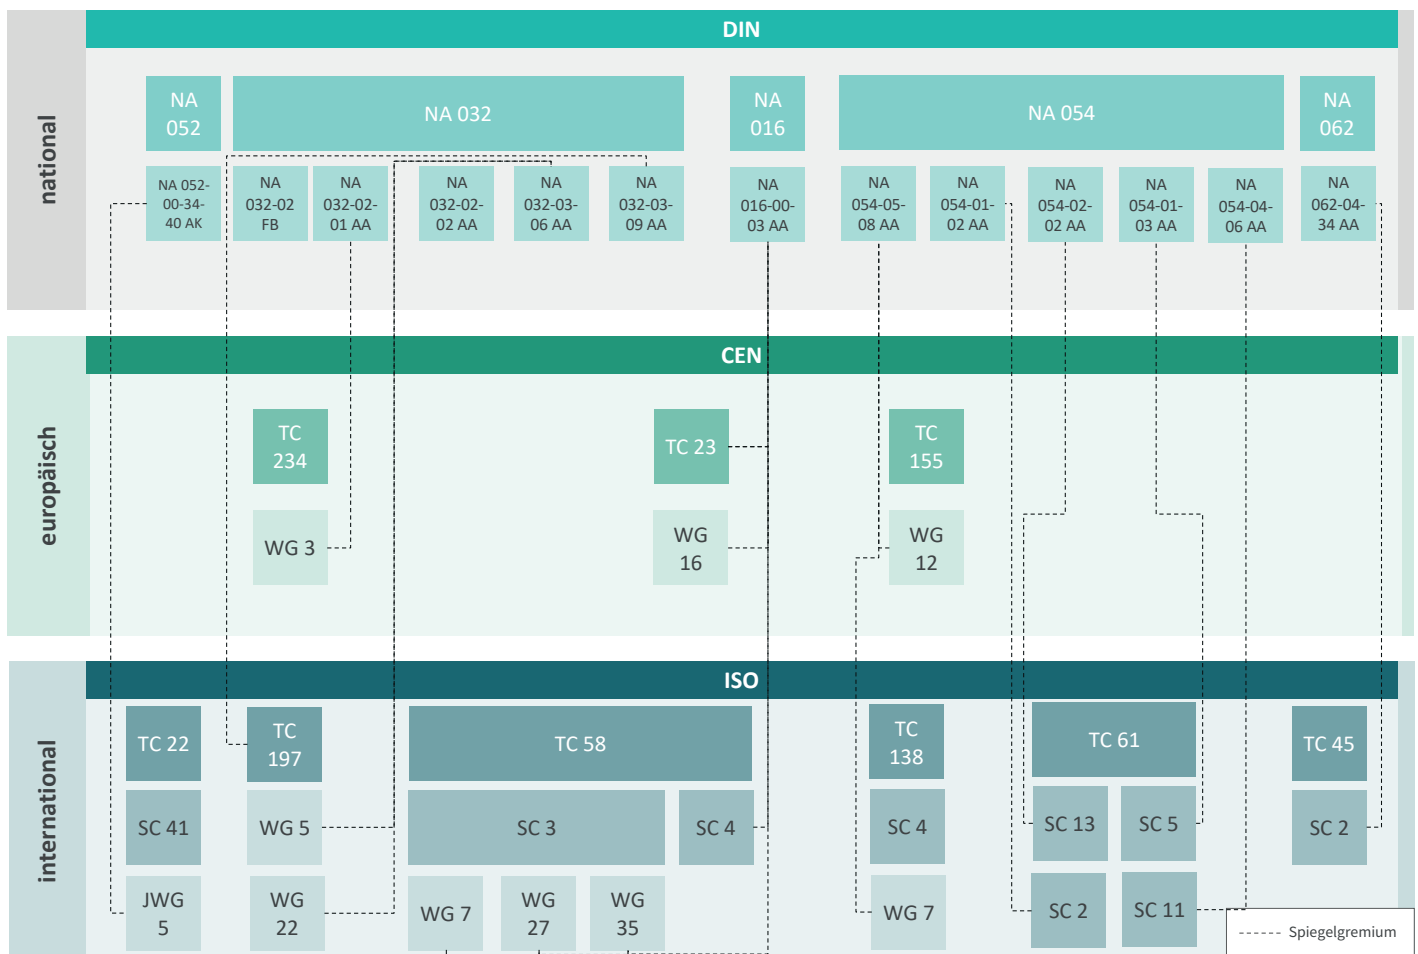 DIN
national
NA
052
NA 032
NA
016
NA 054
NA
062
NA 052-
00-34-
40 AK
NA
032-02
FB
NA
032-02-
01 AA
NA
032-02-
02 AA
NA
032-03-
06 AA
NA
032-03-
09 AA
NA
016-00-
03 AA
NA
054-05-
08 AA
NA
054-01-
02 AA
NA
054-02-
02 AA
NA
054-01-
03 AA
NA
054-04-
06 AA
NA
062-04-
34 AA
CEN
europäisch
TC
234
TC 23
TC
155
WG 3
WG
16
WG
12
ISO
international
TC 22
TC
197
TC 58
TC
138
TC 61
TC 45
SC 41
WG 5
SC 3
SC 4
SC 4
SC 13
SC 5
SC 2
JWG
5
WG
22
WG 7
WG
27
WG
35
WG 7
SC 2
SC 11
Spiegelgremium